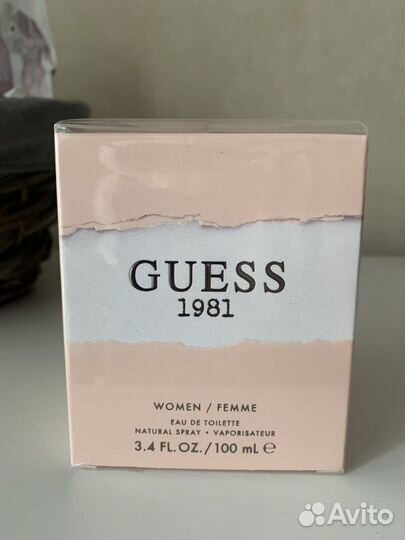 GUESS
1981
WOMEN / FEMME
EAU DE TOILETTE
NATURAL SPRAY • VAPORISATEUR
3.4 FL.OZ./100 mL ℮
Avito